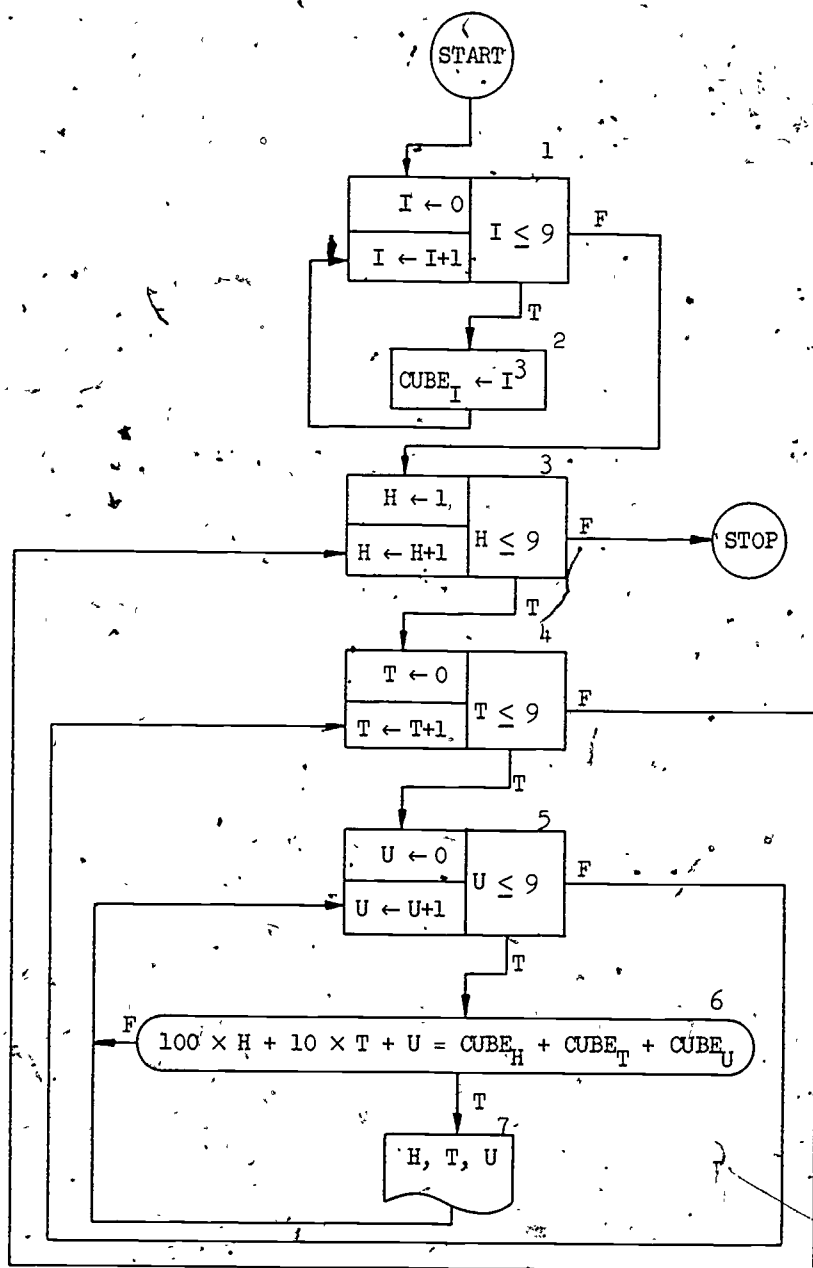 START
1
I ← 0
I ≤ 9
F
I ← I+1
T
2
CUBE_I ← I^3
3
H ← 1
H ≤ 9
F
STOP
H ← H+1
T
4
T ← 0
T ≤ 9
F
T ← T+1
T
5
U ← 0
U ≤ 9
F
U ← U+1
T
6
F
100 × H + 10 × T + U = CUBE_H + CUBE_T + CUBE_U
T
7
H, T, U